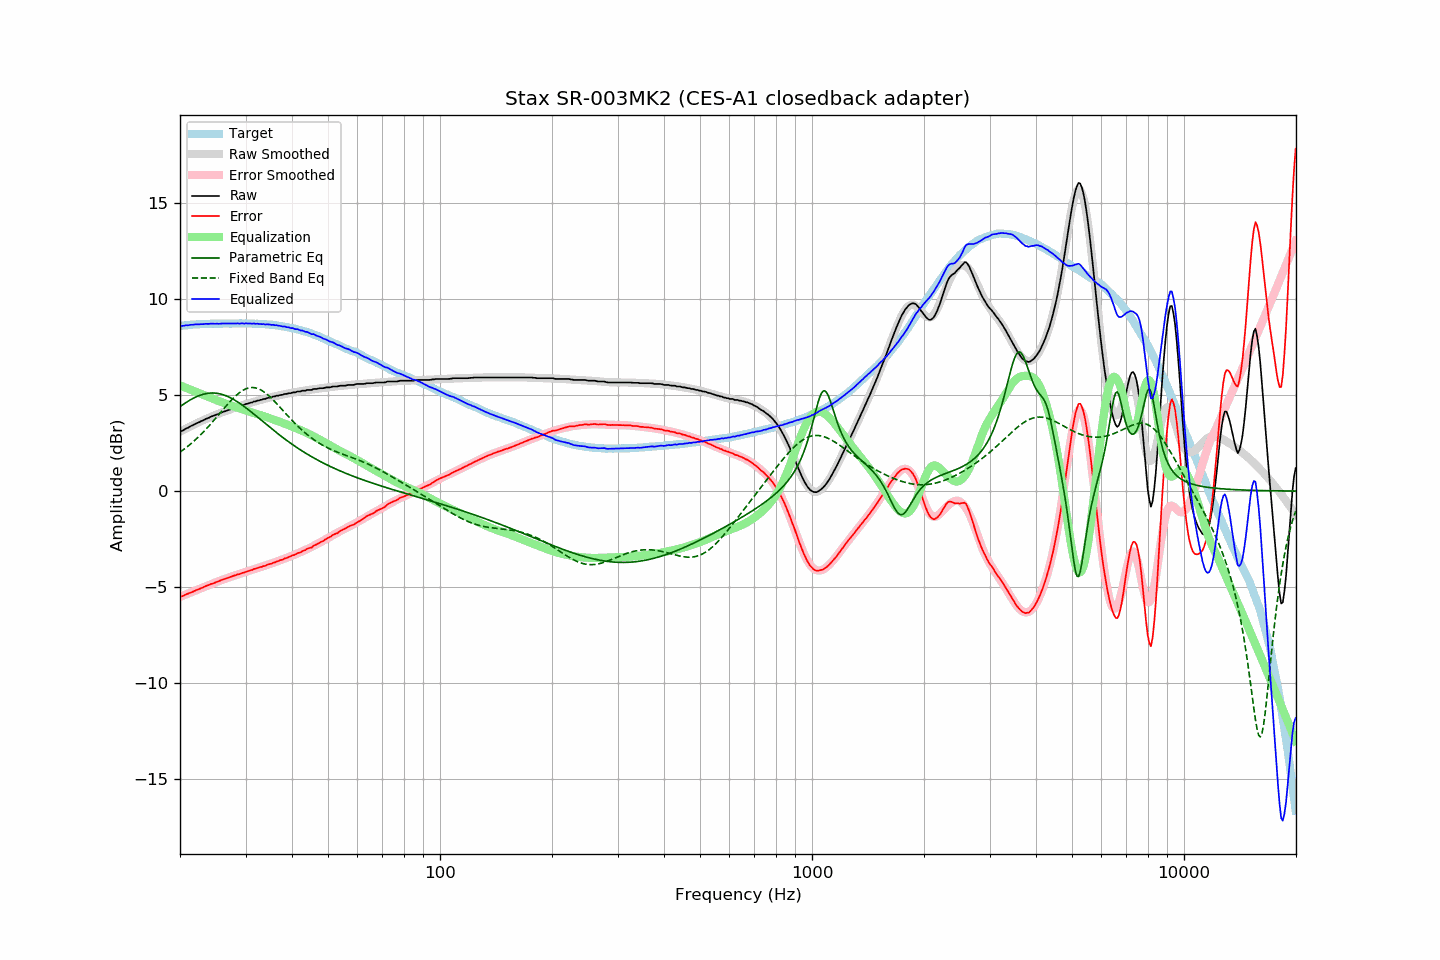 Stax SR-003MK2 (CES-A1 closedback adapter)
Target
Raw Smoothed
Error Smoothed
Raw
Error
Equalization
Parametric Eq
Fixed Band Eq
Equalized
15
10
5
0
−5
−10
−15
Amplitude (dBr)
100
1000
10000
Frequency (Hz)